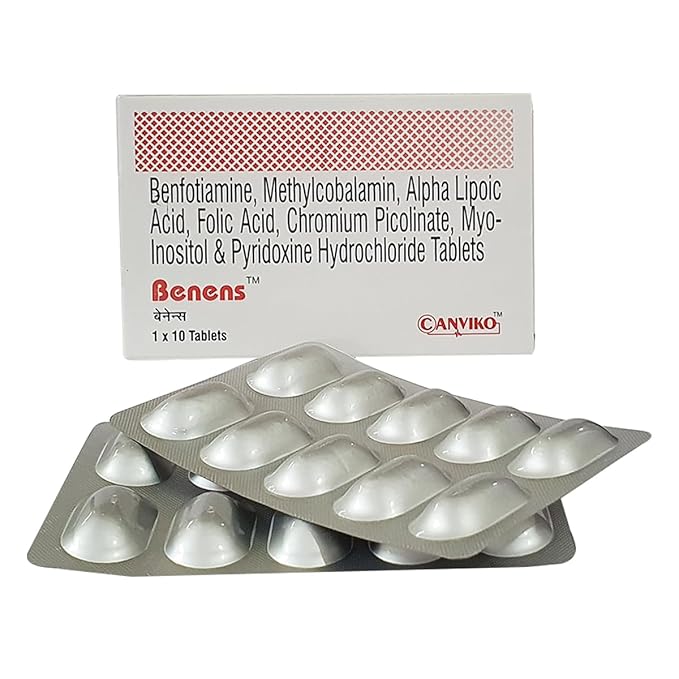 Benfotiamine, Methylcobalamin, Alpha Lipoic
Acid, Folic Acid, Chromium Picolinate, Myo-
Inositol & Pyridoxine Hydrochloride Tablets
Benens™
बेनेन्स
1 x 10 Tablets
CANVIKO™